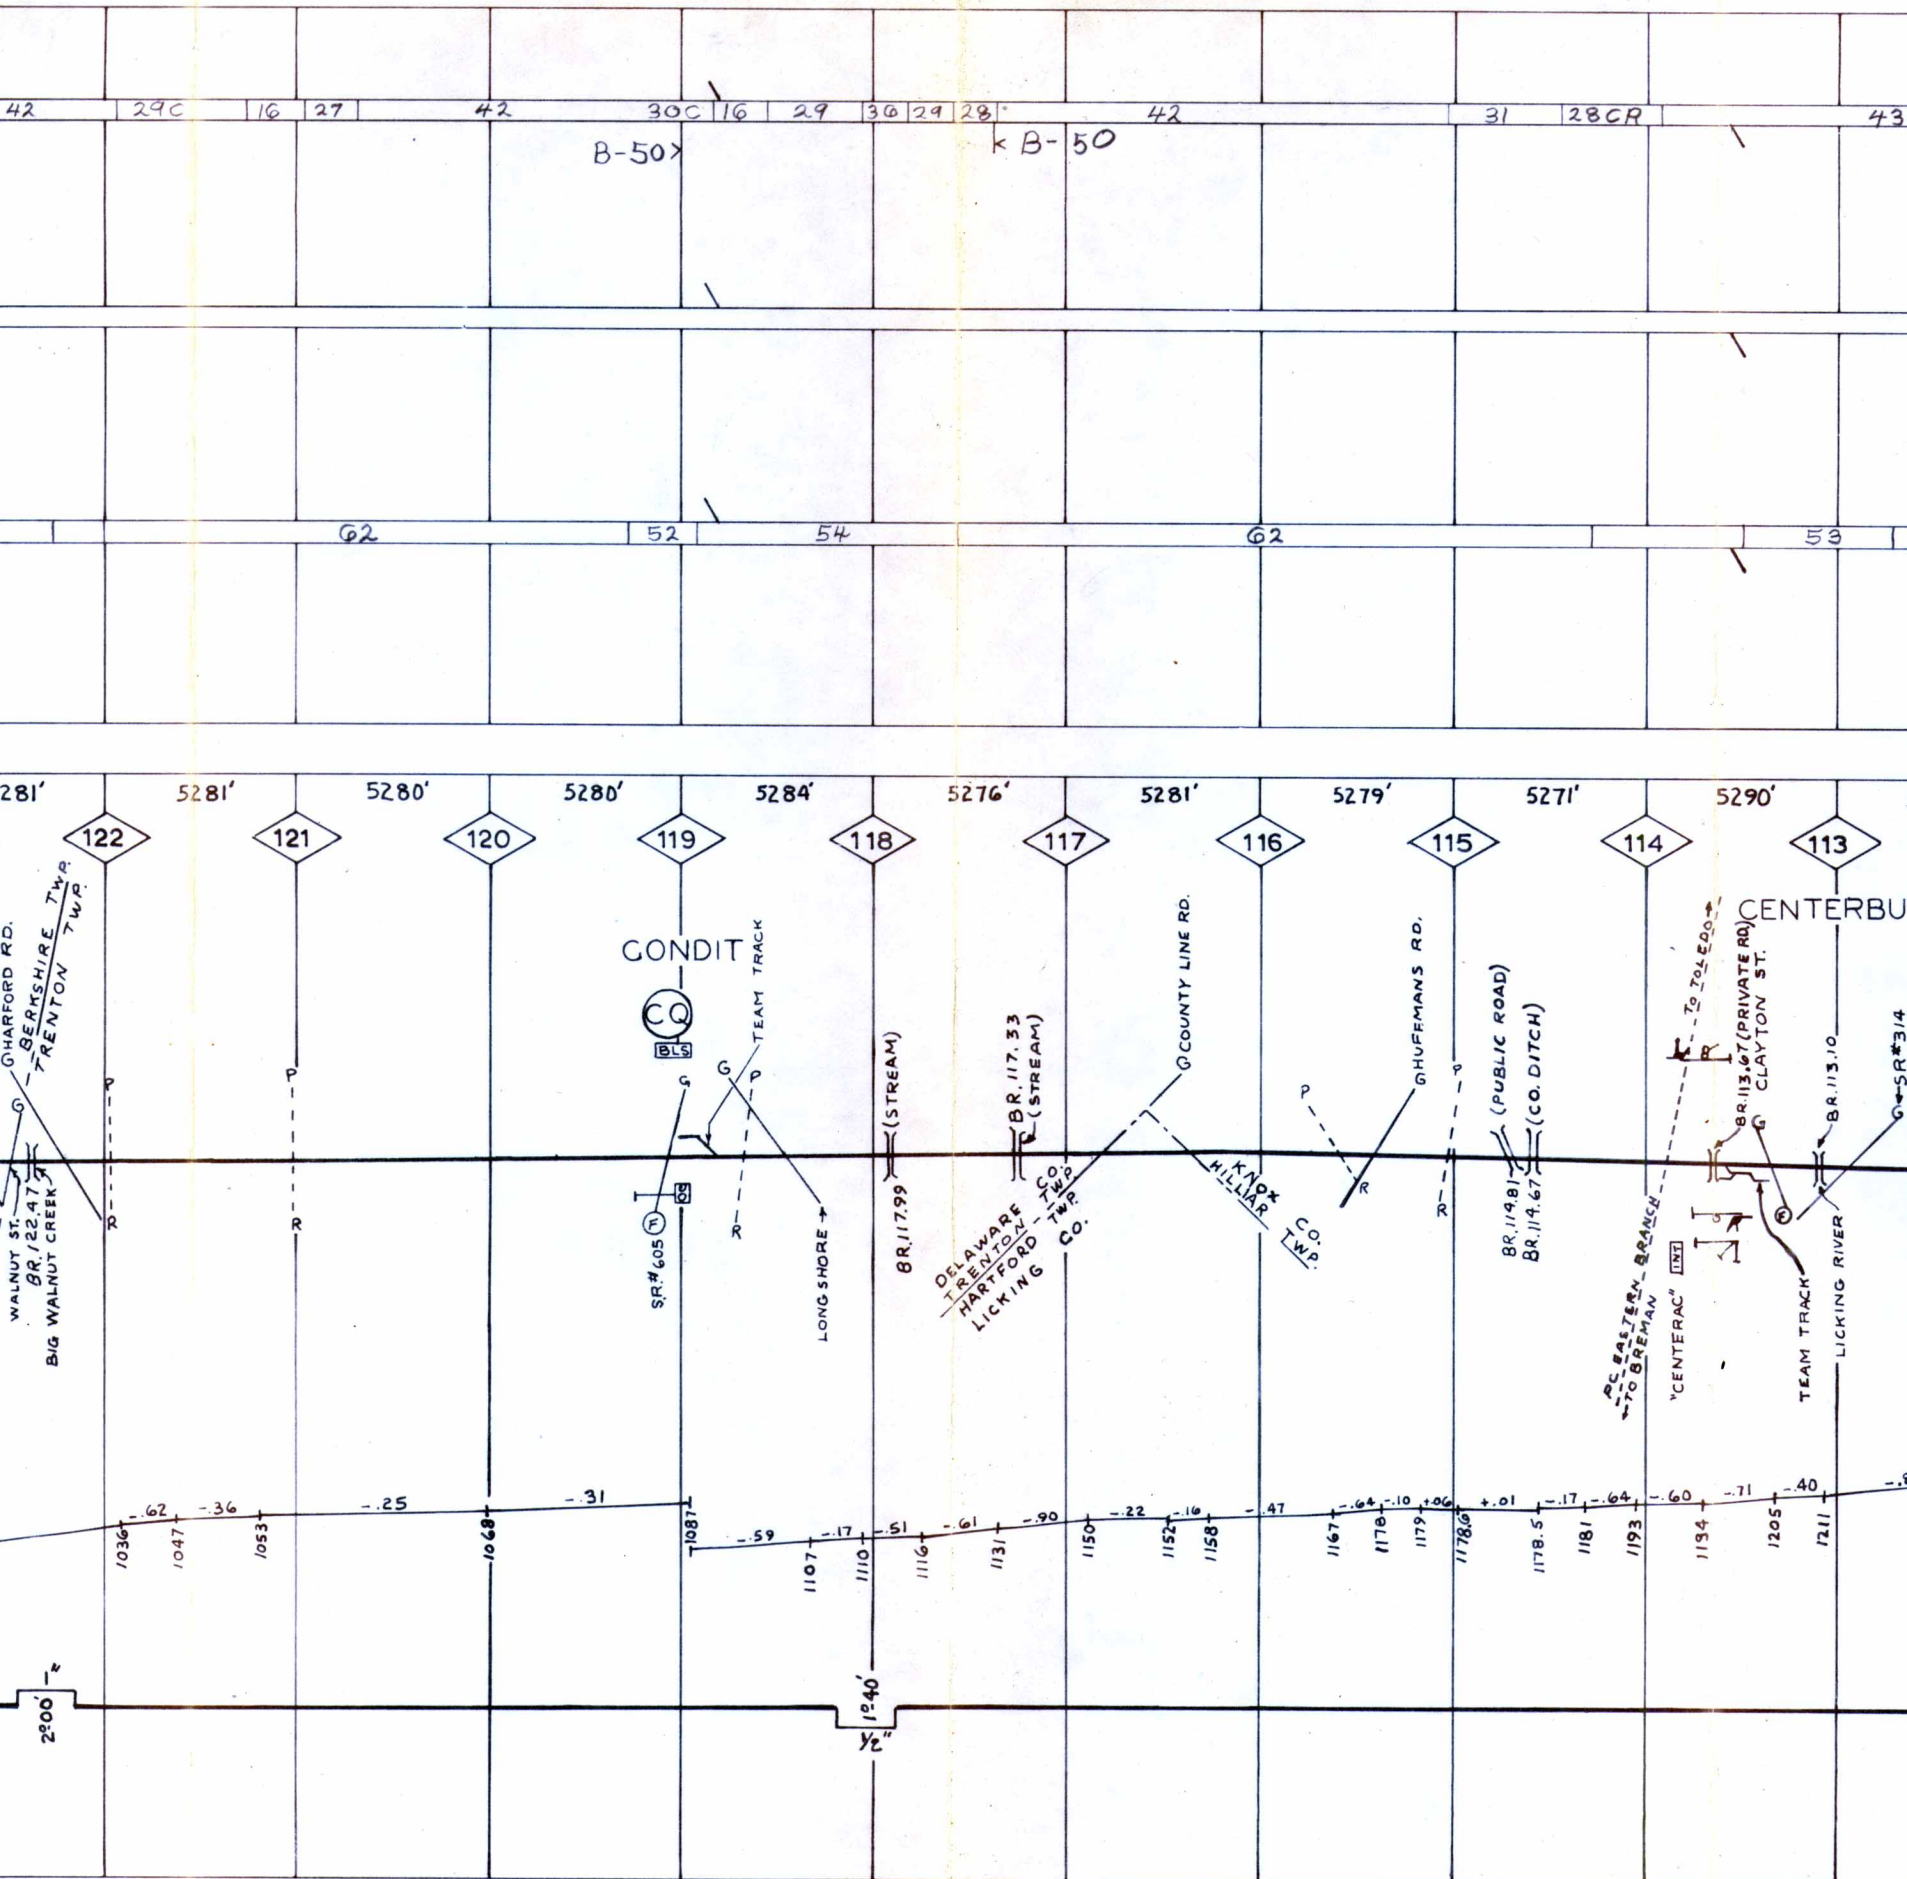 42 29C 16 27 42 30C 16 29 36 29 28 42 31 28CR 43
B-50> < B-50
62 52 54 62 53
281' 5281' 5280' 5280' 5284' 5276' 5281' 5279' 5271' 5290'
122 121 120 119 118 117 116 115 114 113
G HARFORD RD.
BERKSHIRE TWP.
TRENTON TWP.
G
WALNUT ST.
BR. 122.47
BIG WALNUT CREEK
P
R
P
R
CONDIT
CQ
BLS
G
TEAM TRACK
G
P
R
SR.# 605
F
LONGSHORE
(STREAM)
BR. 117.99
BR. 117.33
(STREAM)
DELAWARE CO.
TRENTON TWP.
HARTFORD TWP.
LICKING CO.
G COUNTY LINE RD.
KNOX CO.
HILLIAR TWP.
P
R
G HUFFMANS RD.
P
R
(PUBLIC ROAD)
BR. 114.81
(CO. DITCH)
BR. 114.67
TO TOLEDO
PC EASTERN BRANCH
TO BREMAN
"CENTERAC"
INT
CENTERBU
BR. 113.67 (PRIVATE RD)
CLAYTON ST.
G
TEAM TRACK
BR. 113.10
LICKING RIVER
G
SR#314
-.62 -.36 -.25 -.31 -.59 -.17 -.51 -.61 -.90 -.22 -.16 -.47 -.64 -.10 +.06 +.01 -.17 -.64 -.60 -.71 -.40
1036 1047 1053 1068 1087 1107 1110 1116 1131 1150 1152 1158 1167 1178 1179 1178.6 1178.5 1181 1193 1134 1205 1211
2°00' 1"
1°40'
1/2"